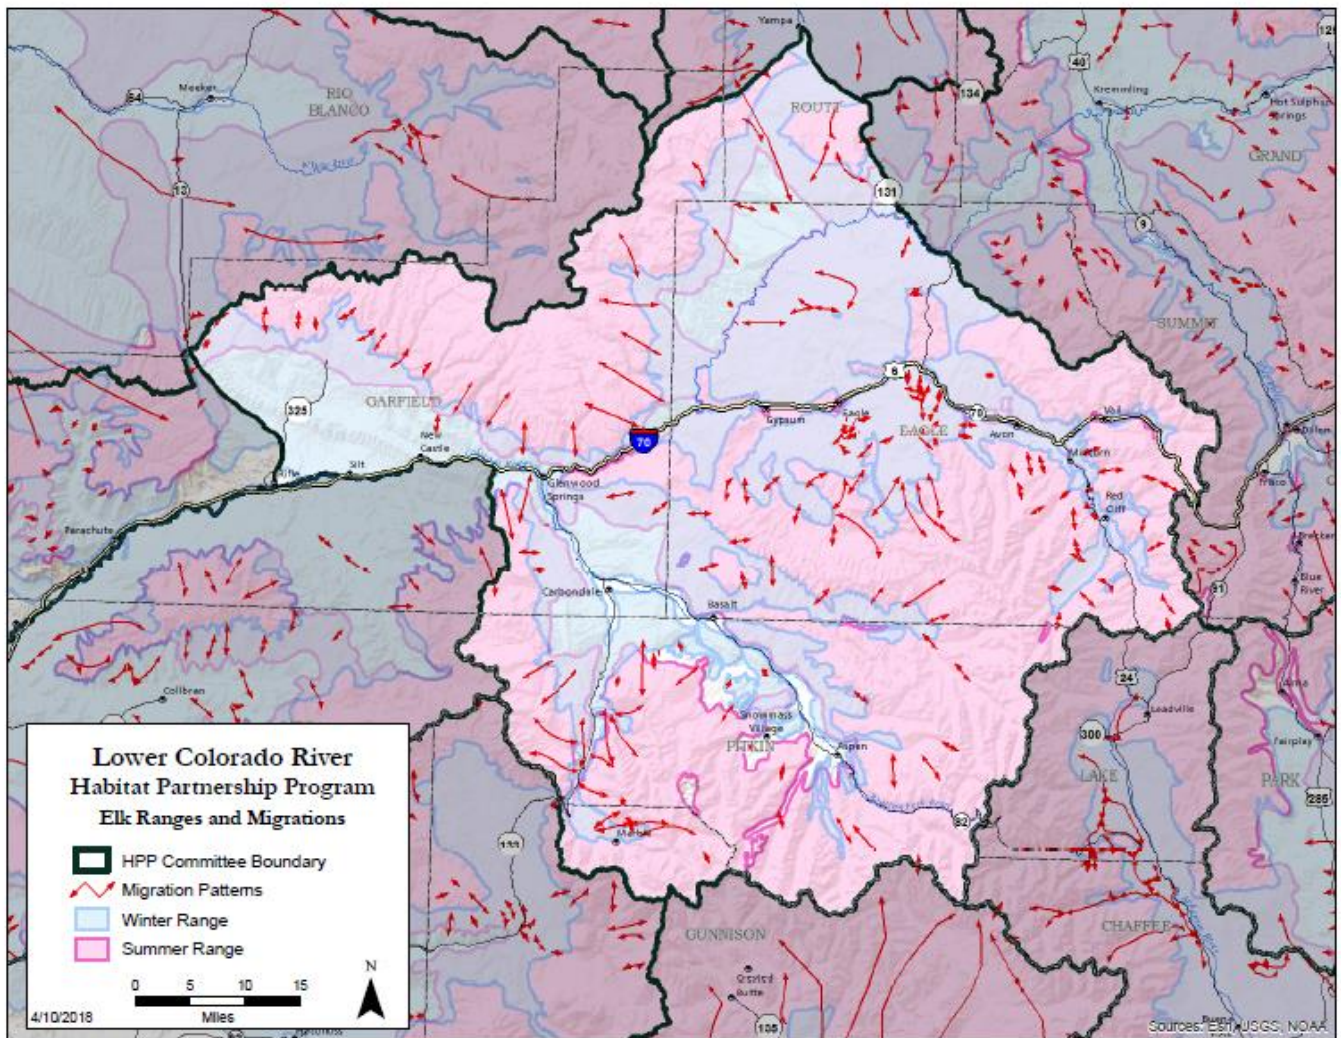 Yampa
Meeker
64
RIO
BLANCO
ROUTT
134
40
Kremmling
Hot Sulphur
Springs
GRAND
13
131
9
SUMMIT
325
GARFIELD
6
70
Gypsum
Eagle
EAGLE
Avon
Vail
Minturn
Dillon
Frisco
New
Castle
Silt
Rifle
70
Glenwood
Springs
Red
Cliff
Parachute
Brecken
Blue
River
91
Carbondale
Basalt
Collbran
24
Leadville
Alma
Snowmass
Village
PITKIN
Aspen
300
Fairplay
LAKE
PARK
285
82
Marble
133
CHAFFEE
GUNNISON
Crested
Butte
135
Lower Colorado River
Habitat Partnership Program
Elk Ranges and Migrations
HPP Committee Boundary
Migration Patterns
Winter Range
Summer Range
0 5 10 15
Miles
N
4/10/2018
Sources: Esri, USGS, NOAA